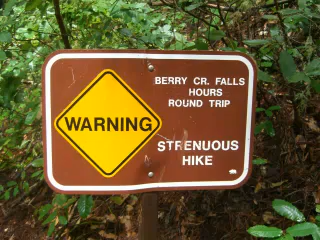 WARNING
BERRY CR. FALLS
HOURS
ROUND TRIP
STRENUOUS
HIKE